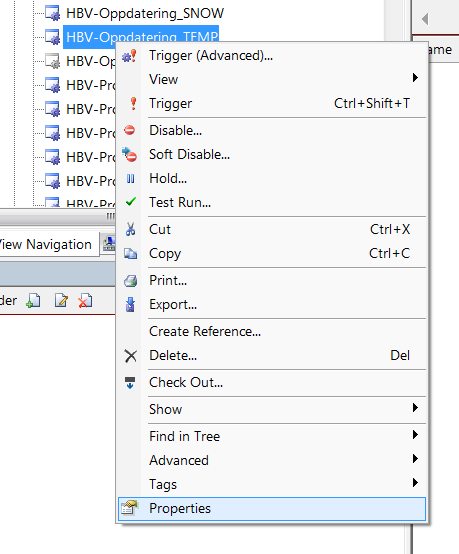 HBV-Oppdatering_SNOW
HBV-Oppdatering_TEMP
HBV-Op
HBV-Pro
HBV-Pro
HBV-Pro
HBV-Pro
HBV-Pro
HBV-Pro
Trigger (Advanced)...
View
Trigger Ctrl+Shift+T
Disable...
Soft Disable...
Hold...
Test Run...
Cut Ctrl+X
Copy Ctrl+C
Print...
Export...
Create Reference...
Delete... Del
Check Out...
Show
Find in Tree
Advanced
Tags
Properties
iew Navigation
der
ame